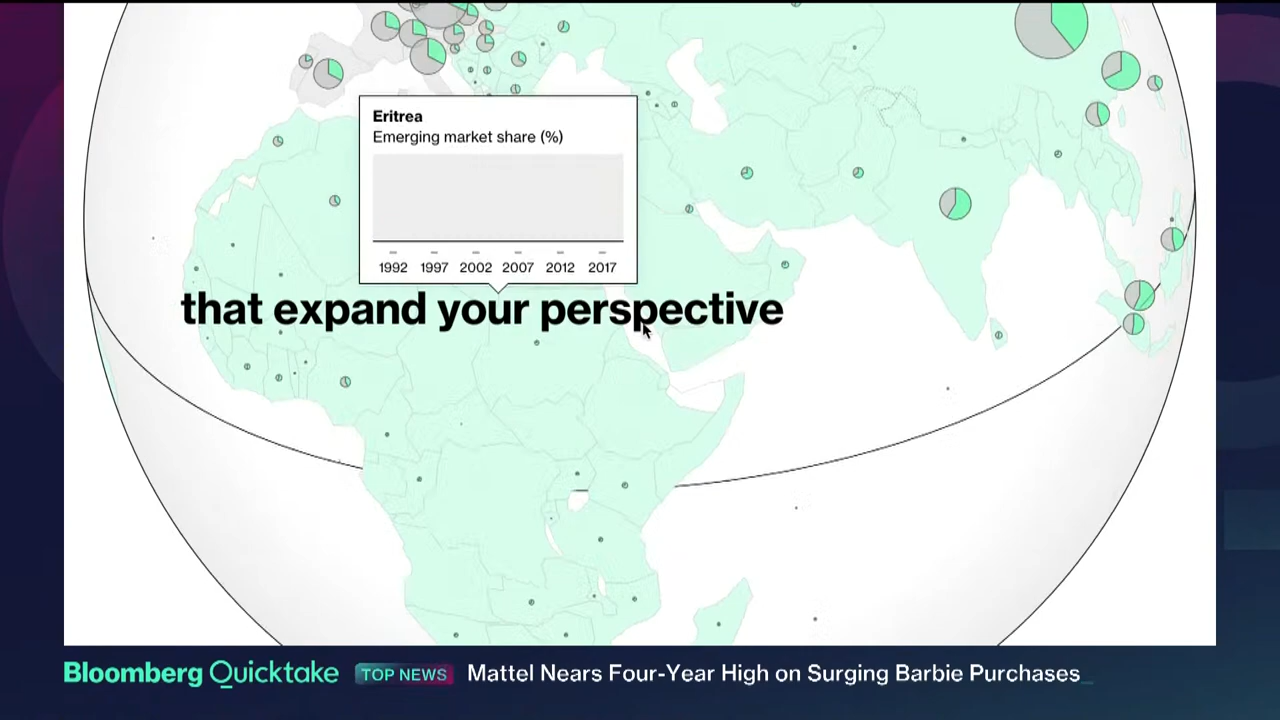 Eritrea
Emerging market share (%)
1992 1997 2002 2007 2012 2017
that expand your perspective
Bloomberg Quicktake TOP NEWS Mattel Nears Four-Year High on Surging Barbie Purchases_